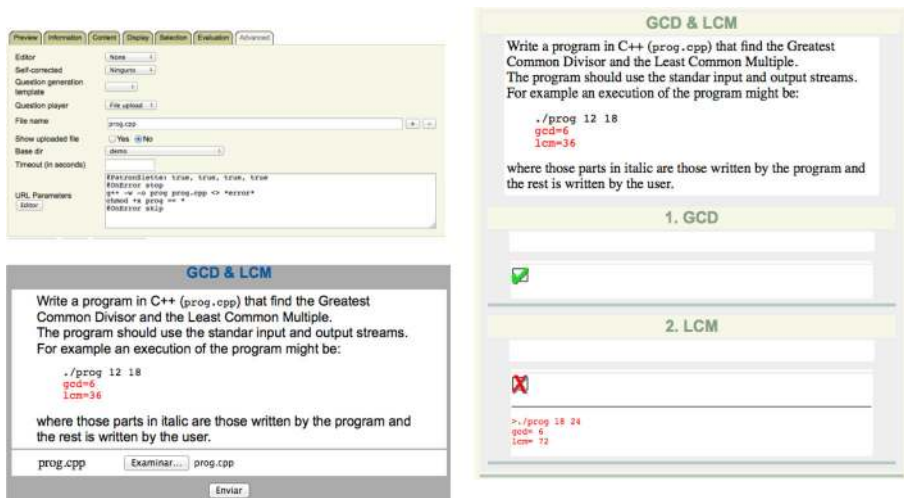 Preview Information Content Display Selection Evaluation Advanced
Editor None
Self-corrected Ninguno
Question generation
template
Question player File upload
File name prog.cpp + -
Show uploaded file Yes No
Base dir demo
Timeout (in seconds)
URL Parameters
Editor
#PatronSiette: true, true, true, true
#OnError stop
g++ -w -o prog prog.cpp <> *error*
chmod +x prog == *
#OnError skip
GCD & LCM
Write a program in C++ (prog.cpp) that find the Greatest
Common Divisor and the Least Common Multiple.
The program should use the standar input and output streams.
For example an execution of the program might be:
./prog 12 18
gcd=6
lcm=36
where those parts in italic are those written by the program and
the rest is written by the user.
prog.cpp Examinar... prog.cpp
Enviar
GCD & LCM
Write a program in C++ (prog.cpp) that find the Greatest
Common Divisor and the Least Common Multiple.
The program should use the standar input and output streams.
For example an execution of the program might be:
./prog 12 18
gcd=6
lcm=36
where those parts in italic are those written by the program and
the rest is written by the user.
1. GCD
2. LCM
>./prog 18 24
gcd= 6
lcm= 72